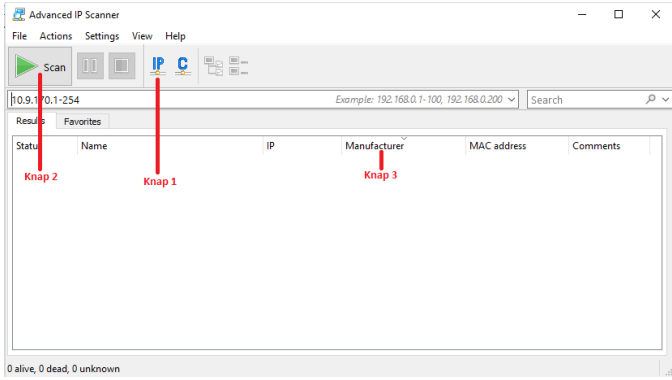 Advanced IP Scanner
File Actions Settings View Help
Scan IP C
10.9.170.1-254 Example: 192.168.0.1-100, 192.168.0.200 Search
Results Favorites
Status Name IP Manufacturer MAC address Comments
Knap 2 Knap 1 Knap 3
0 alive, 0 dead, 0 unknown